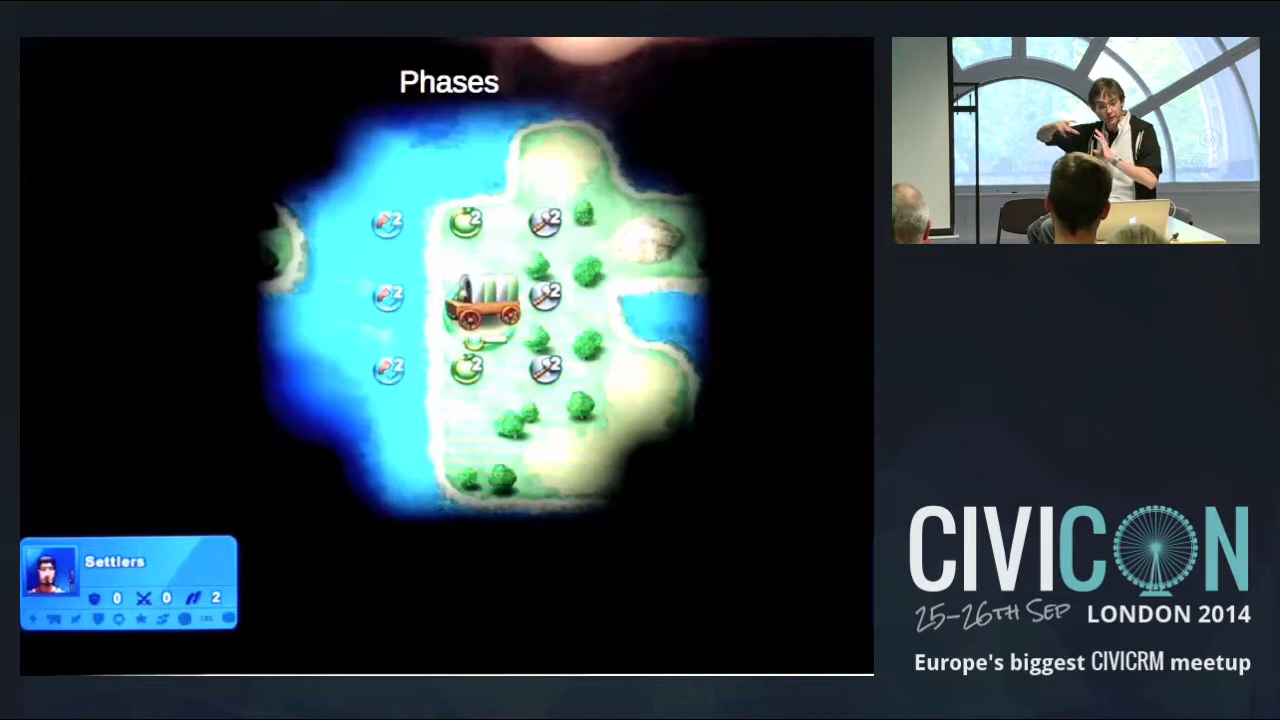 Phases
2 2 2
2 2
2 2 2
Settlers
0 0 2
CIVICON
25-26TH SEP LONDON 2014
Europe's biggest CIVICRM meetup